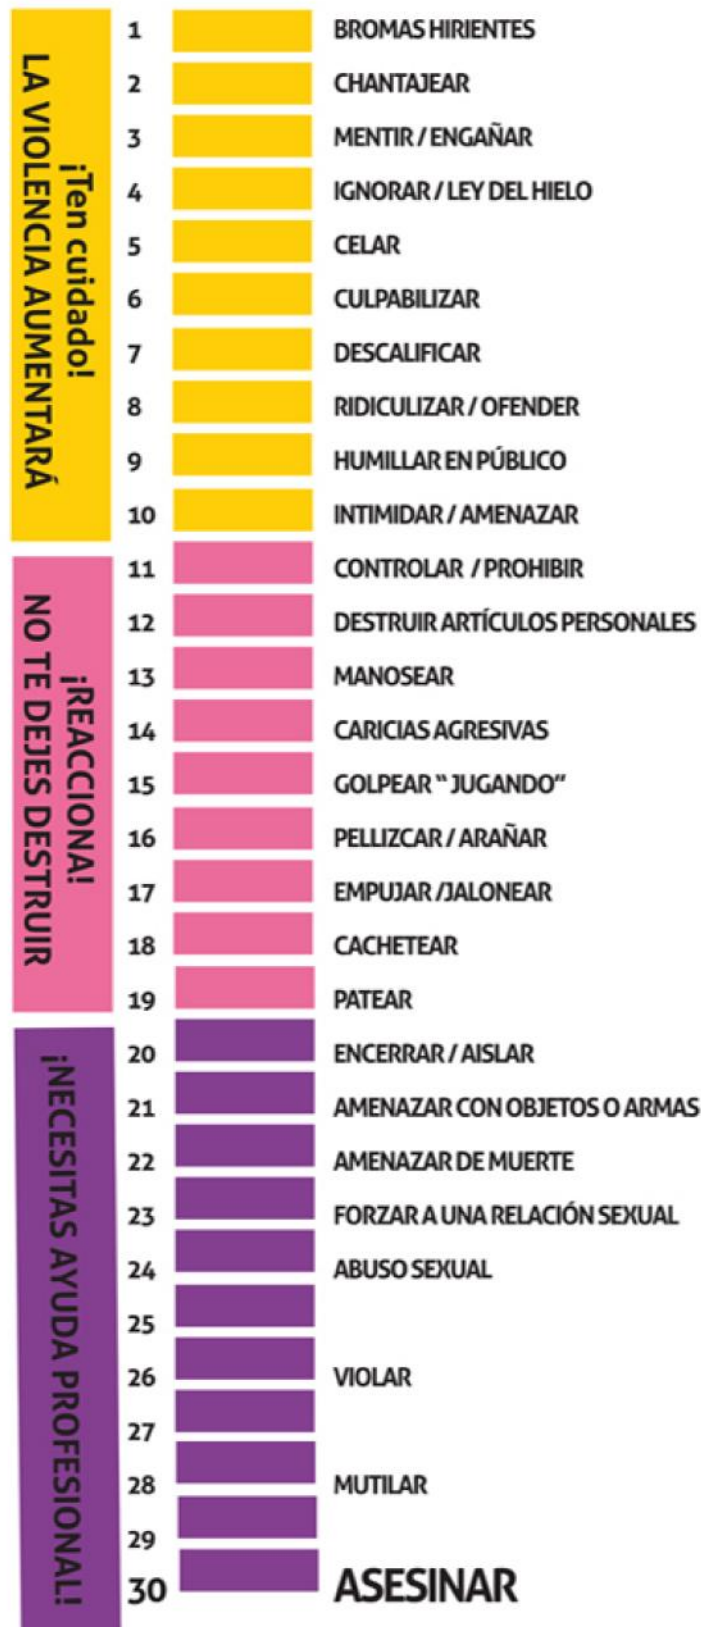 ¡Ten cuidado!
LA VIOLENCIA AUMENTARÁ
1 BROMAS HIRIENTES
2 CHANTAJEAR
3 MENTIR / ENGAÑAR
4 IGNORAR / LEY DEL HIELO
5 CELAR
6 CULPABILIZAR
7 DESCALIFICAR
8 RIDICULIZAR / OFENDER
9 HUMILLAR EN PÚBLICO
10 INTIMIDAR / AMENAZAR
¡REACCIONA!
NO TE DEJES DESTRUIR
11 CONTROLAR / PROHIBIR
12 DESTRUIR ARTÍCULOS PERSONALES
13 MANOSEAR
14 CARICIAS AGRESIVAS
15 GOLPEAR “ JUGANDO”
16 PELLIZCAR / ARAÑAR
17 EMPUJAR /JALONEAR
18 CACHETEAR
19 PATEAR
¡NECESITAS AYUDA PROFESIONAL!
20 ENCERRAR / AISLAR
21 AMENAZAR CON OBJETOS O ARMAS
22 AMENAZAR DE MUERTE
23 FORZAR A UNA RELACIÓN SEXUAL
24 ABUSO SEXUAL
25
26 VIOLAR
27
28 MUTILAR
29
30 ASESINAR